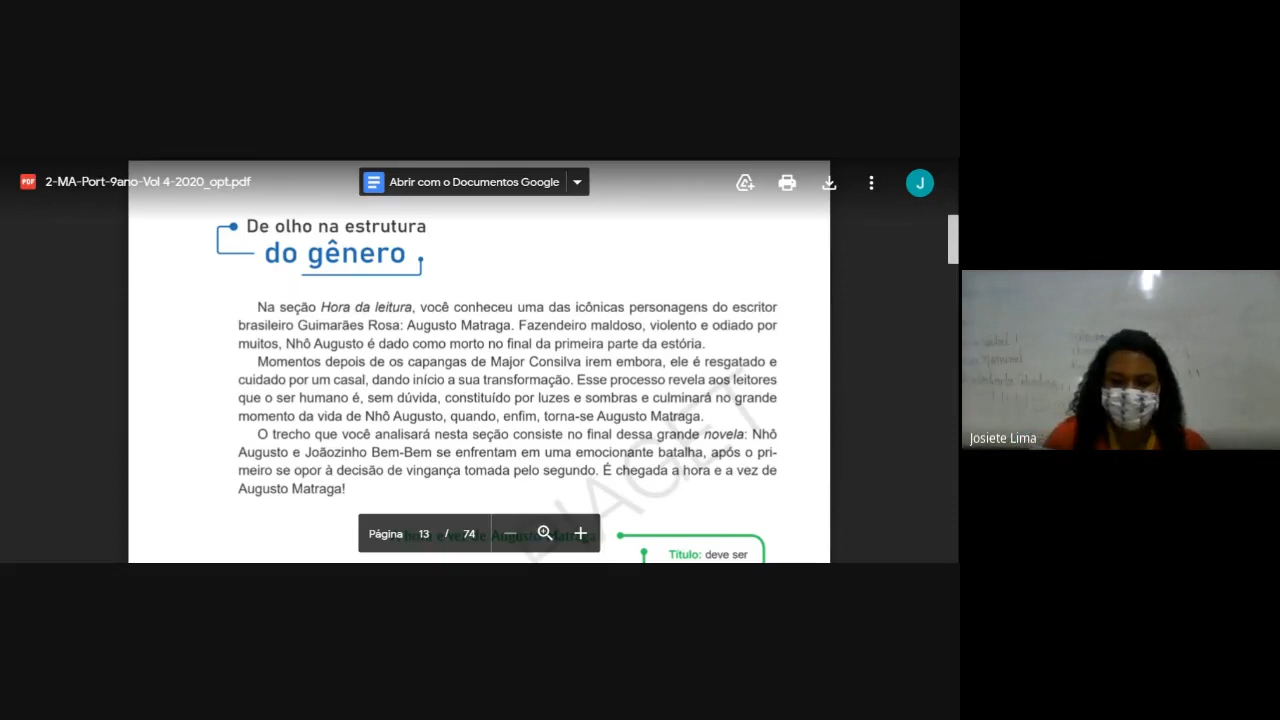 2-MA-Port-9ano-Vol 4-2020_opt.pdf
Abrir com o Documentos Google
J
De olho na estrutura
do gênero
Na seção Hora da leitura, você conheceu uma das icônicas personagens do escritor
brasileiro Guimarães Rosa: Augusto Matraga. Fazendeiro maldoso, violento e odiado por
muitos, Nhô Augusto é dado como morto no final da primeira parte da estória.
Momentos depois de os capangas de Major Consilva irem embora, ele é resgatado e
cuidado por um casal, dando início a sua transformação. Esse processo revela aos leitores
que o ser humano é, sem dúvida, constituído por luzes e sombras e culminará no grande
momento da vida de Nhô Augusto, quando, enfim, torna-se Augusto Matraga.
O trecho que você analisará nesta seção consiste no final dessa grande novela: Nhô
Augusto e Joãozinho Bem-Bem se enfrentam em uma emocionante batalha, após o pri-
meiro se opor à decisão de vingança tomada pelo segundo. É chegada a hora e a vez de
Augusto Matraga!
Página 13 / 74
Título: deve ser
Josiete Lima